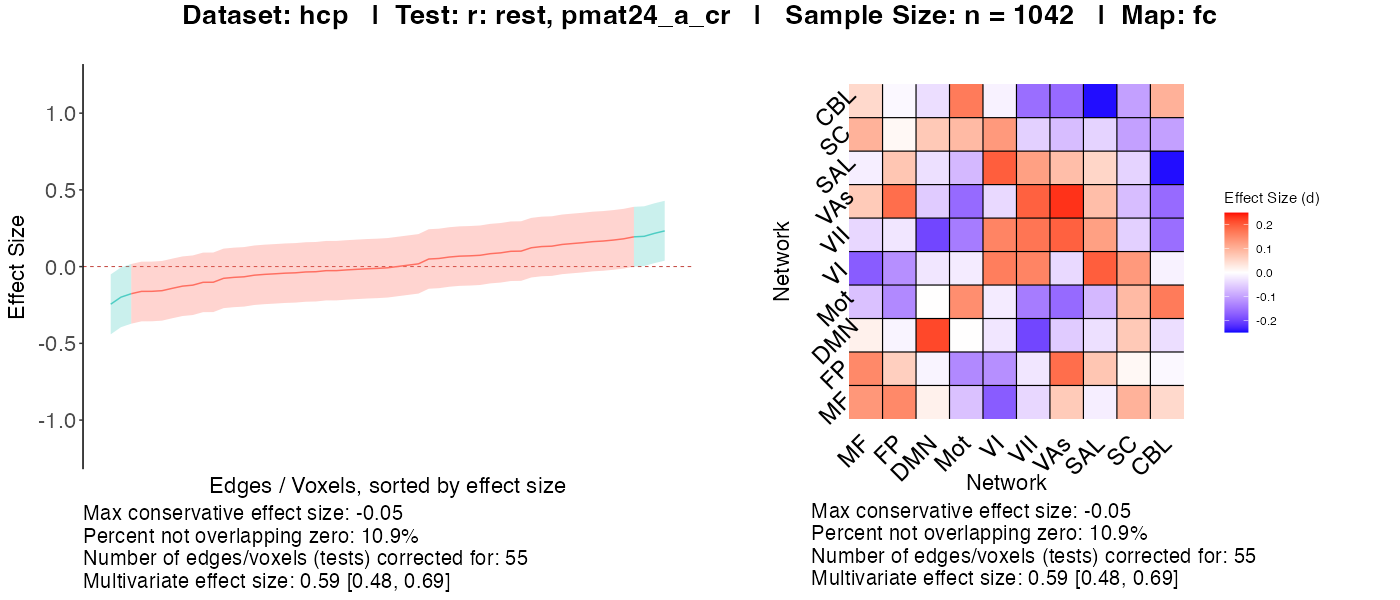 Dataset: hcp | Test: r: rest, pmat24_a_cr | Sample Size: n = 1042 | Map: fc
Effect Size
1.0
0.5
0.0
-0.5
-1.0
Edges / Voxels, sorted by effect size
Max conservative effect size: -0.05
Percent not overlapping zero: 10.9%
Number of edges/voxels (tests) corrected for: 55
Multivariate effect size: 0.59 [0.48, 0.69]
Network
CBL
SC
SAL
VAs
VII
VI
Mot
DMN
FP
MF
MF FP DMN Mot VI VII VAs SAL SC CBL
Network
Effect Size (d)
0.2
0.1
0.0
-0.1
-0.2
Max conservative effect size: -0.05
Percent not overlapping zero: 10.9%
Number of edges/voxels (tests) corrected for: 55
Multivariate effect size: 0.59 [0.48, 0.69]